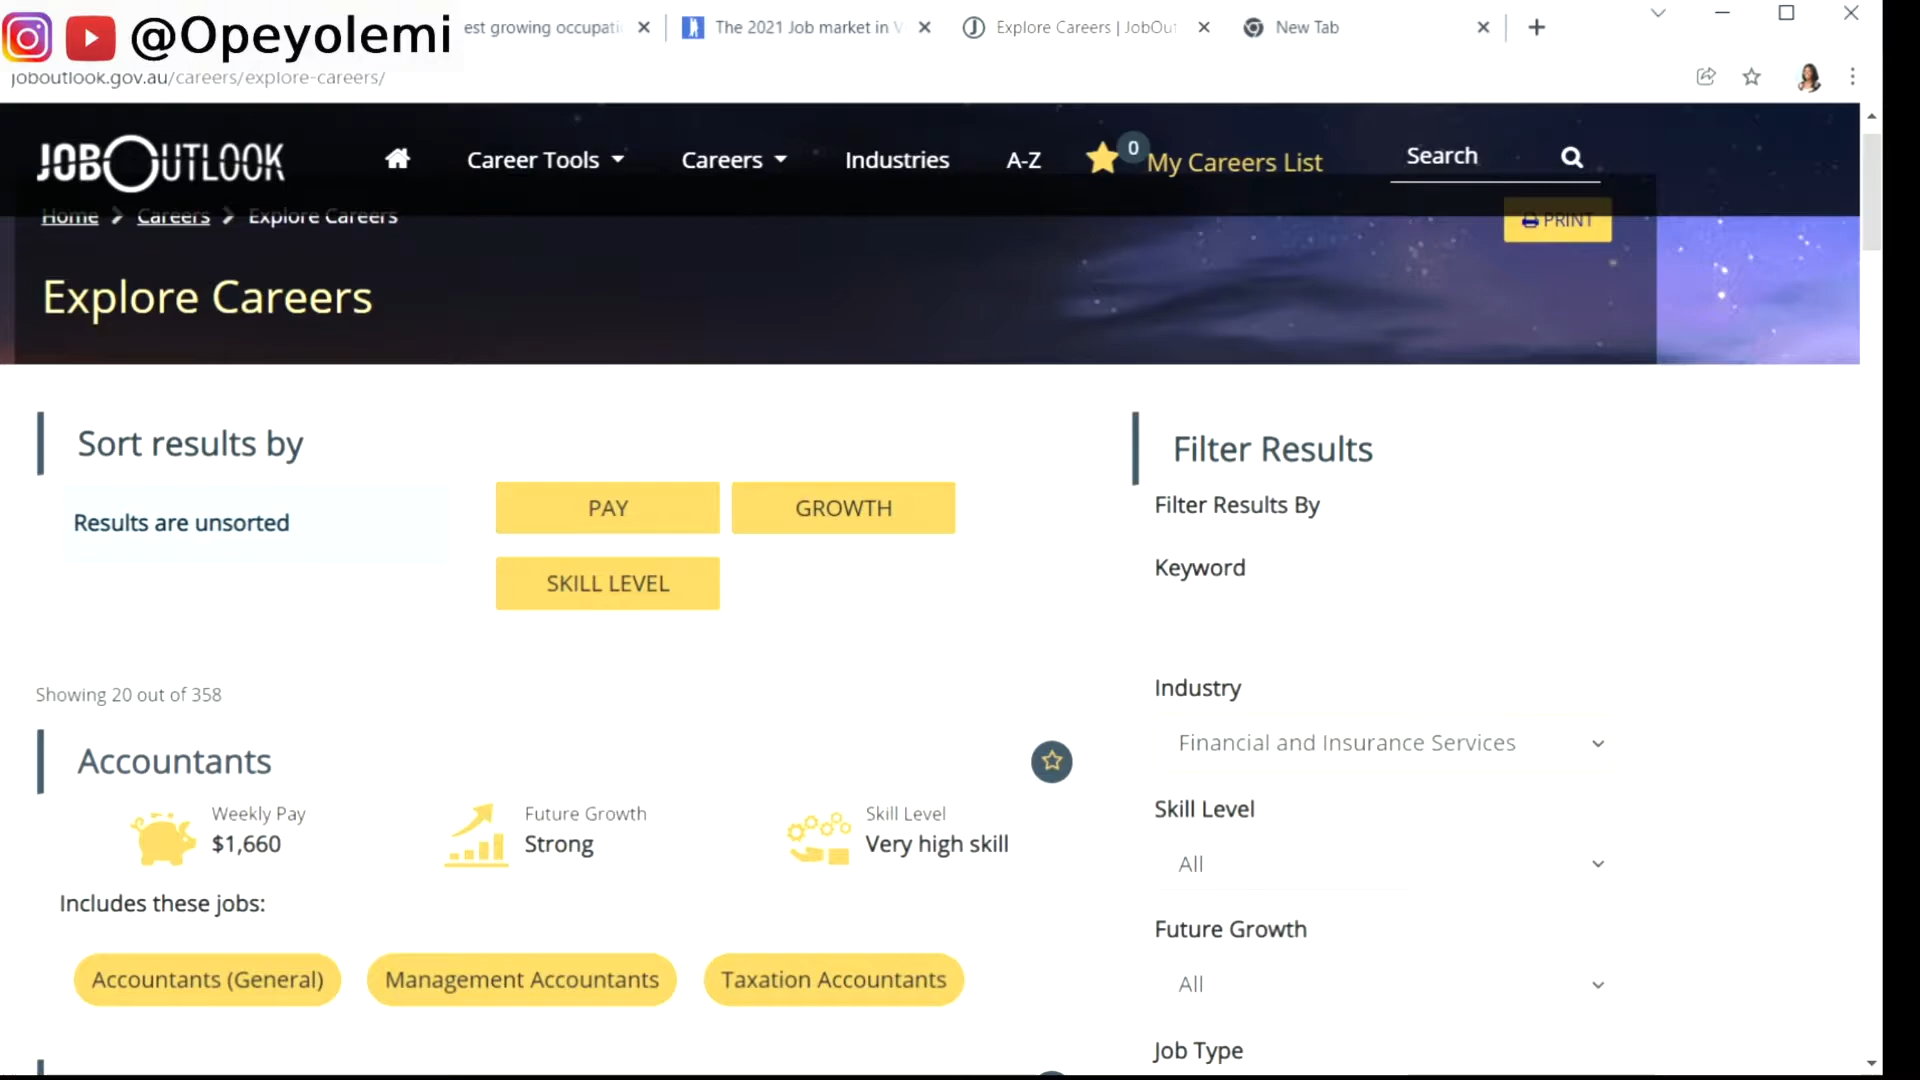 @Opeyolemi
est growing occupati
The 2021 Job market in V
Explore Careers | JobOut
New Tab
joboutlook.gov.au/careers/explore-careers/
JOBOUTLOOK
Career Tools
Careers
Industries
A-Z
0
My Careers List
Search
Home > Careers > Explore Careers
PRINT
Explore Careers
Sort results by
Results are unsorted
PAY
GROWTH
SKILL LEVEL
Showing 20 out of 358
Accountants
Weekly Pay
$1,660
Future Growth
Strong
Skill Level
Very high skill
Includes these jobs:
Accountants (General)
Management Accountants
Taxation Accountants
Filter Results
Filter Results By
Keyword
Industry
Financial and Insurance Services
Skill Level
All
Future Growth
All
Job Type